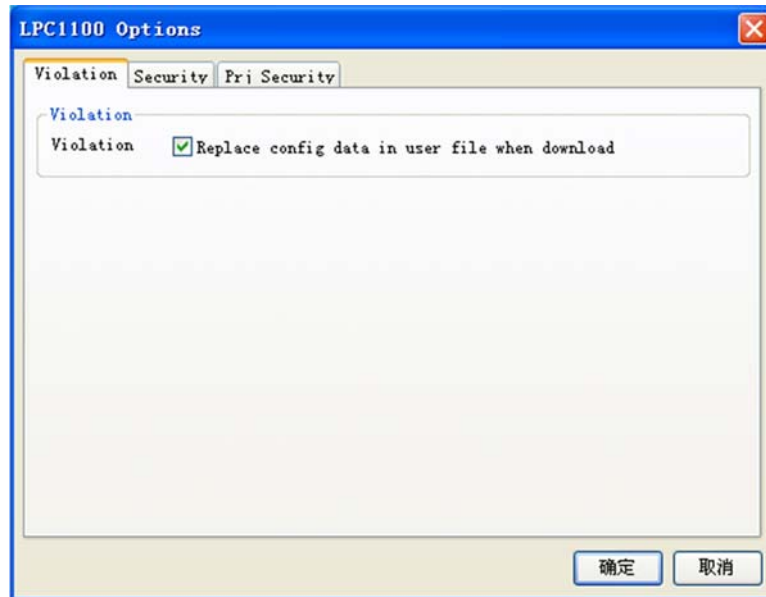 LPC1100 Options
Violation Security Prj Security
Violation
Violation Replace config data in user file when download
确定 取消